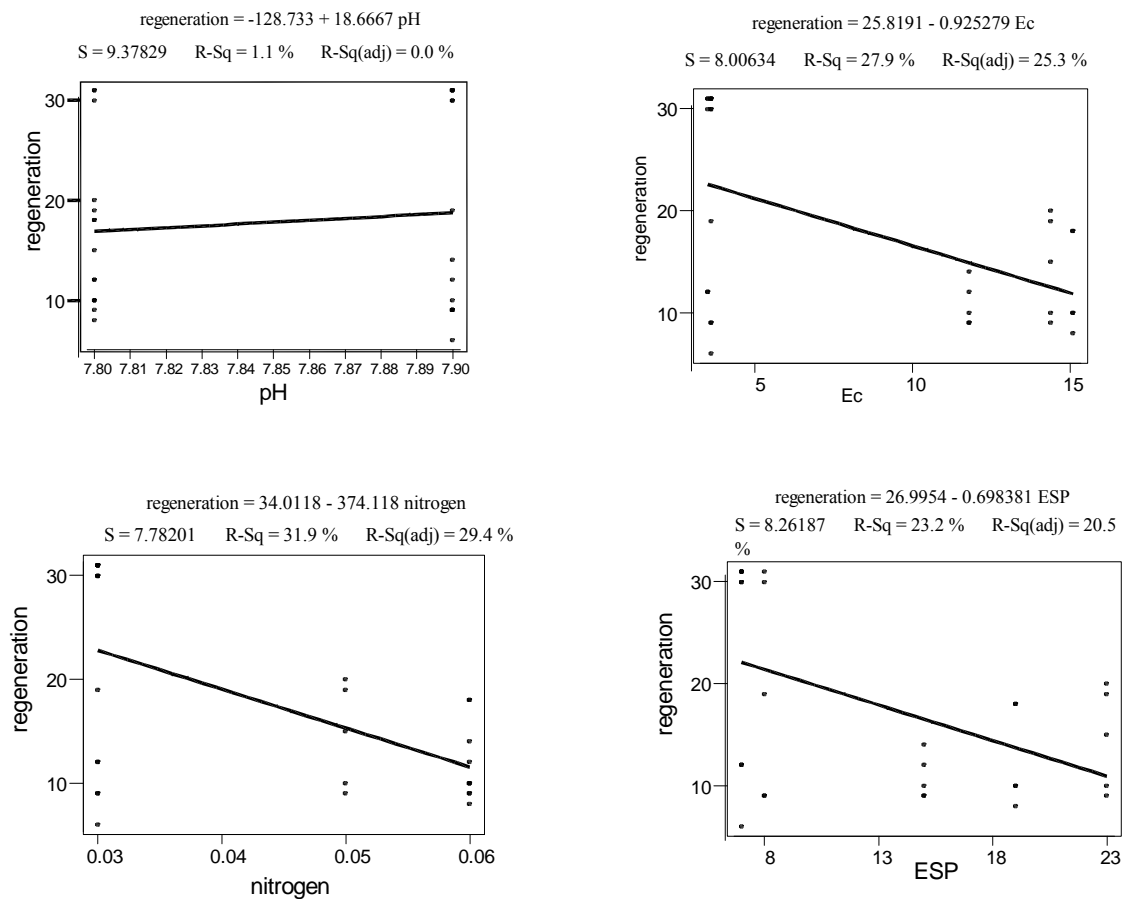 regeneration = -128.733 + 18.6667 pH
S = 9.37829 R-Sq = 1.1 % R-Sq(adj) = 0.0 %
30
20
10
regeneration
7.80 7.81 7.82 7.83 7.84 7.85 7.86 7.87 7.88 7.89 7.90
pH
regeneration = 25.8191 - 0.925279 Ec
S = 8.00634 R-Sq = 27.9 % R-Sq(adj) = 25.3 %
30
20
10
regeneration
5 10 15
Ec
regeneration = 34.0118 - 374.118 nitrogen
S = 7.78201 R-Sq = 31.9 % R-Sq(adj) = 29.4 %
30
20
10
regeneration
0.03 0.04 0.05 0.06
nitrogen
regeneration = 26.9954 - 0.698381 ESP
S = 8.26187 R-Sq = 23.2 % R-Sq(adj) = 20.5
%
30
20
10
regeneration
8 13 18 23
ESP